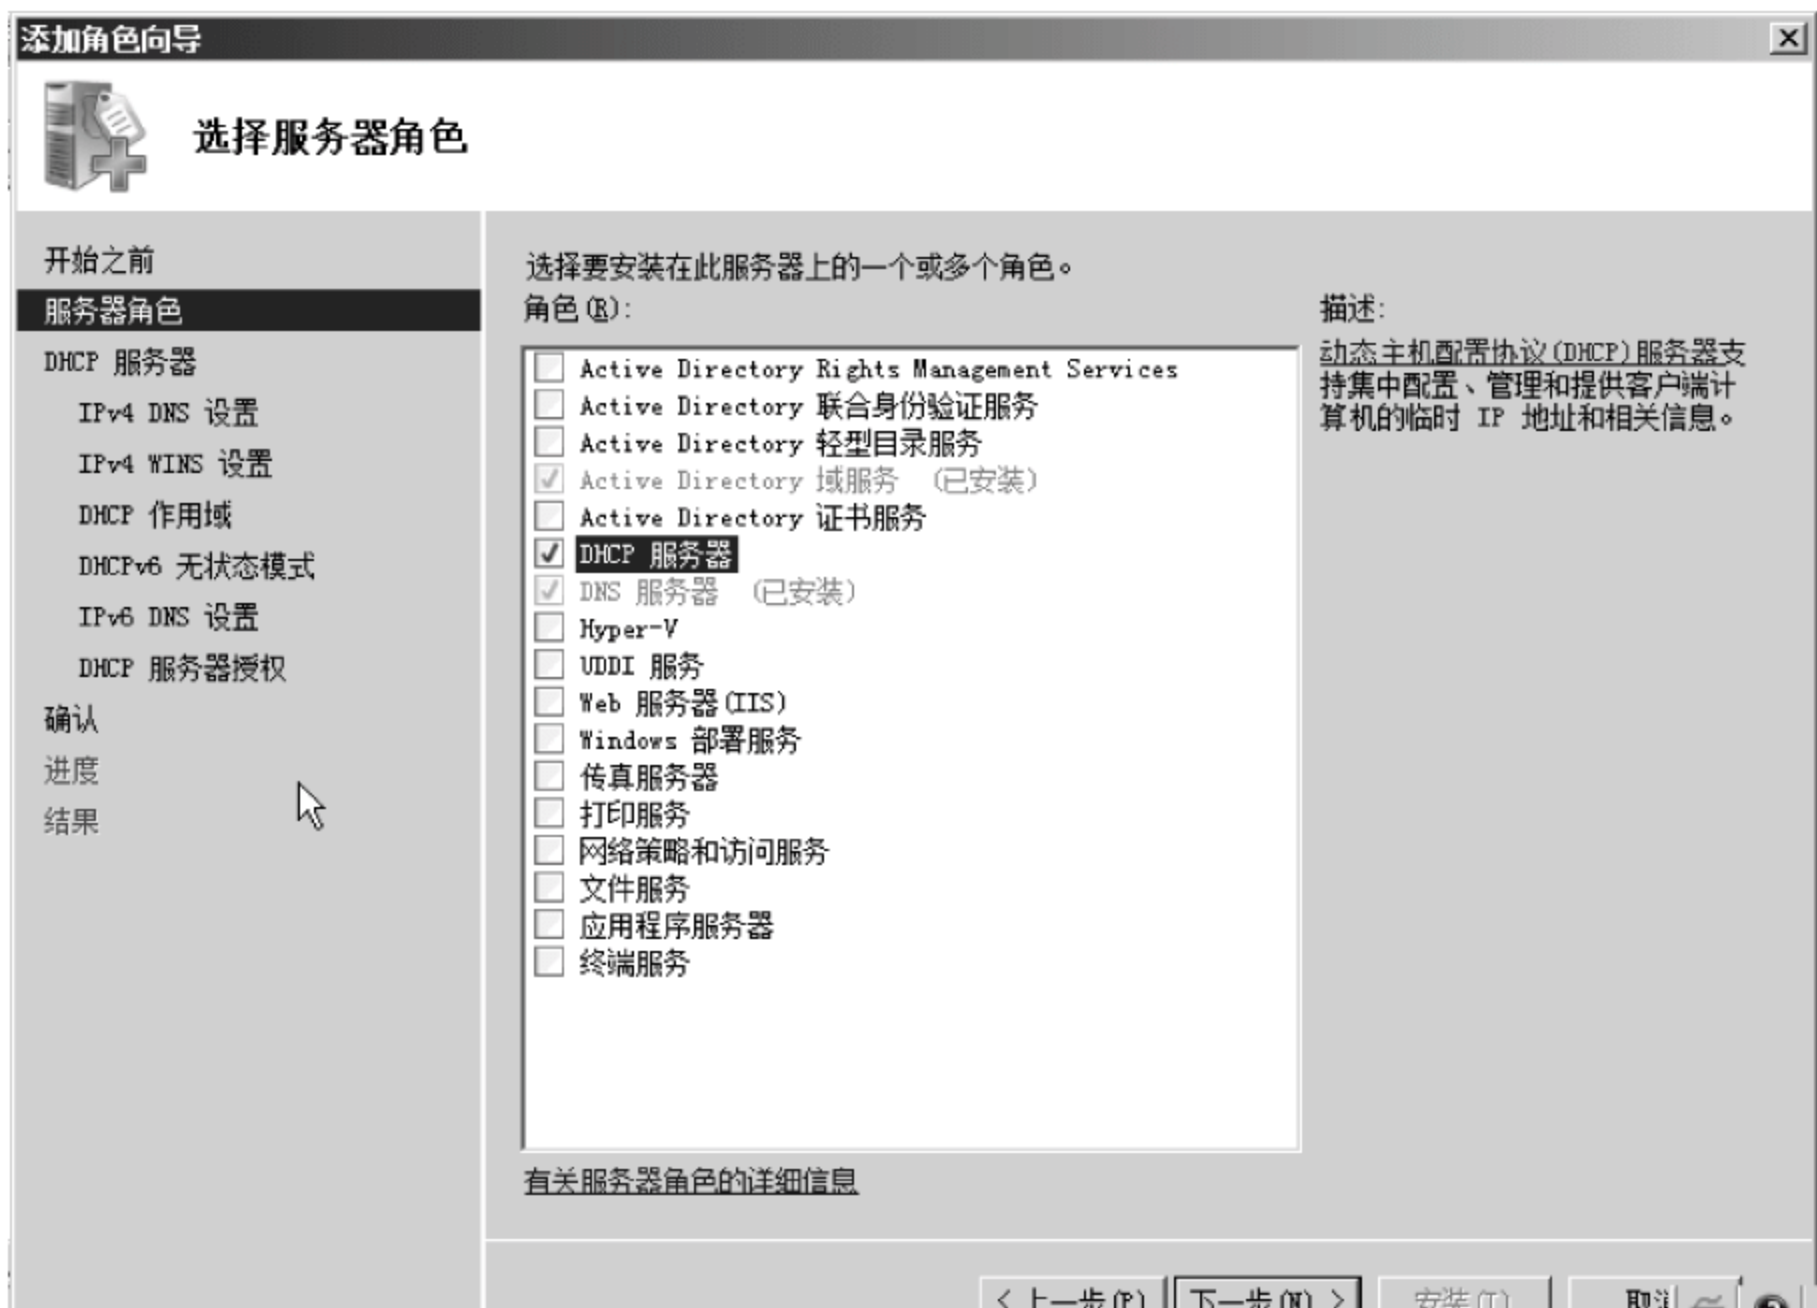 添加角色向导
选择服务器角色
开始之前
服务器角色
DHCP 服务器
IPv4 DNS 设置
IPv4 WINS 设置
DHCP 作用域
DHCPv6 无状态模式
IPv6 DNS 设置
DHCP 服务器授权
确认
进度
结果
选择要安装在此服务器上的一个或多个角色。
角色(R):
Active Directory Rights Management Services
Active Directory 联合身份验证服务
Active Directory 轻型目录服务
Active Directory 域服务 (已安装)
Active Directory 证书服务
DHCP 服务器
DNS 服务器 (已安装)
Hyper-V
UDDI 服务
Web 服务器(IIS)
Windows 部署服务
传真服务器
打印服务
网络策略和访问服务
文件服务
应用程序服务器
终端服务
有关服务器角色的详细信息
描述:
动态主机配置协议(DHCP)服务器支
持集中配置、管理和提供客户端计
算机的临时 IP 地址和相关信息。
< 上一步(P)
下一步(N) >
安装(I)